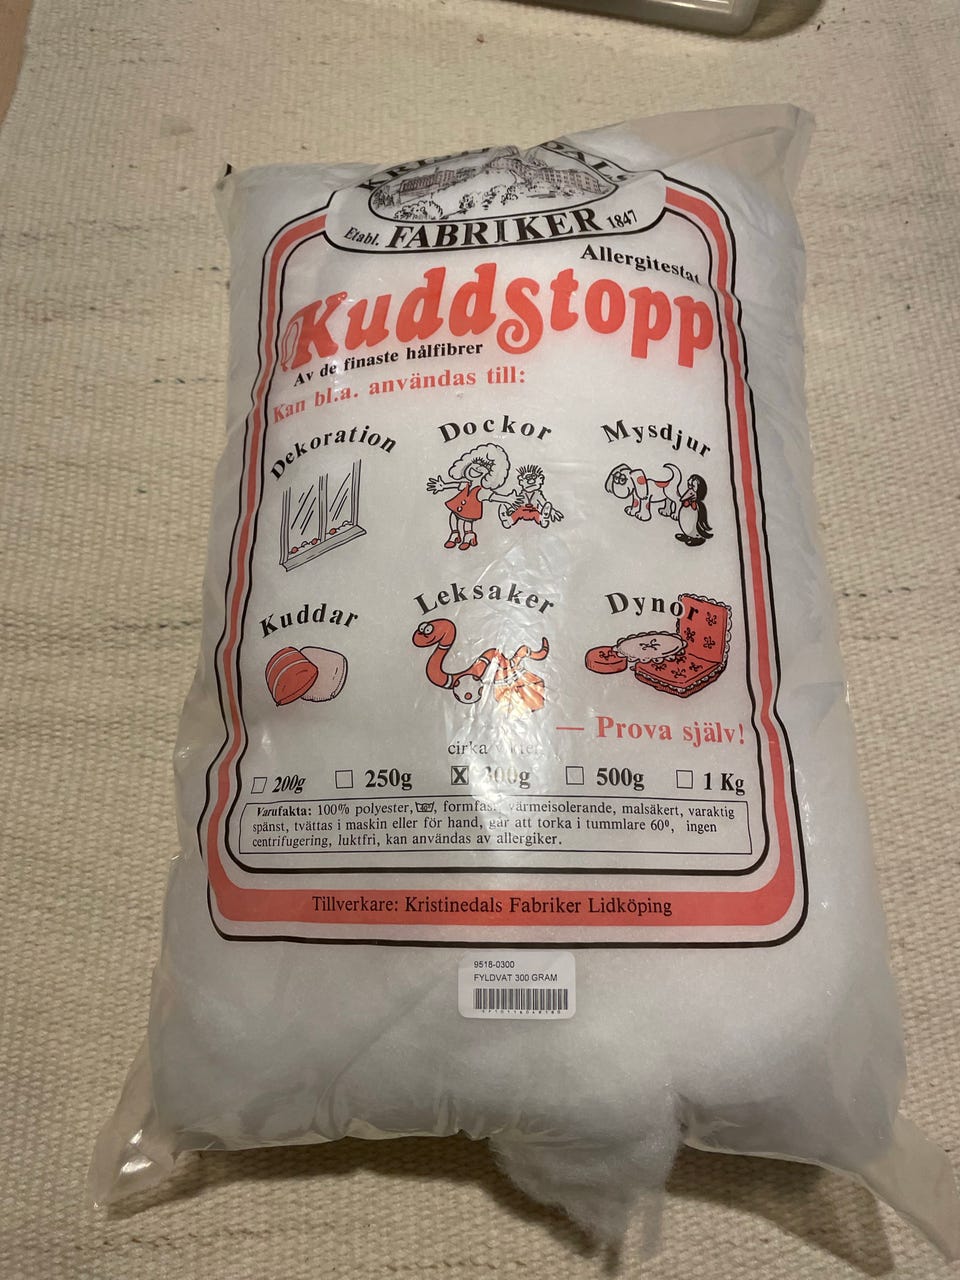 Etabl. FABRIKER 1847
Allergitestat
Kuddstopp
Av de finaste hålfibrer
Kan bl.a. användas till:
Dekoration
Dockor
Mysdjur
Kuddar
Leksaker
Dynor
— Prova själv!
cirka
☐ 200g ☐ 250g ☒ 300g ☐ 500g ☐ 1 Kg
Varufakta: 100% polyester, formfast, värmeisolerande, malsäkert, varaktig
spänst, tvättas i maskin eller för hand, går att torka i tummlare 60⁰, ingen
centrifugering, luktfri, kan användas av allergiker.
Tillverkare: Kristinedals Fabriker Lidköping
9518-0300
FYLDVAT 300 GRAM